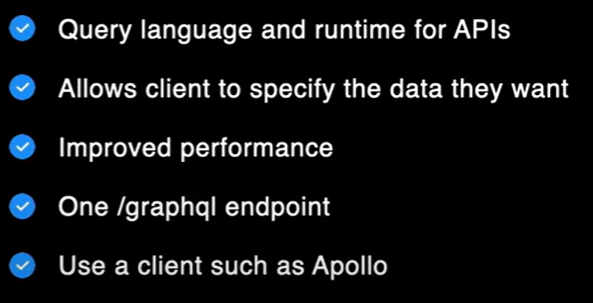 Query language and runtime for APIs
Allows client to specify the data they want
Improved performance
One /graphql endpoint
Use a client such as Apollo